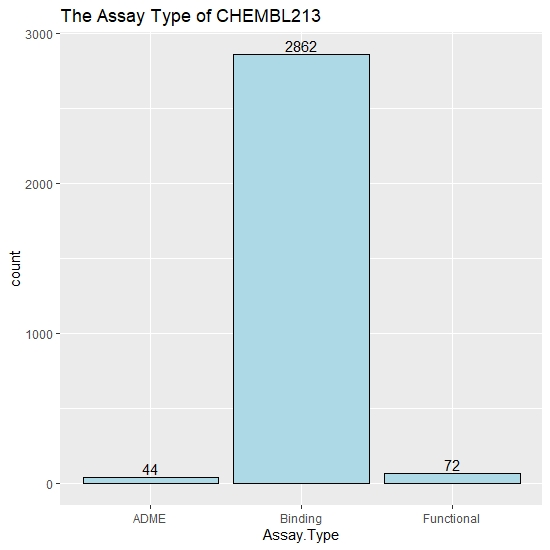 The Assay Type of CHEMBL213
3000
2000
1000
0
count
2862
44
72
ADME
Binding
Functional
Assay.Type